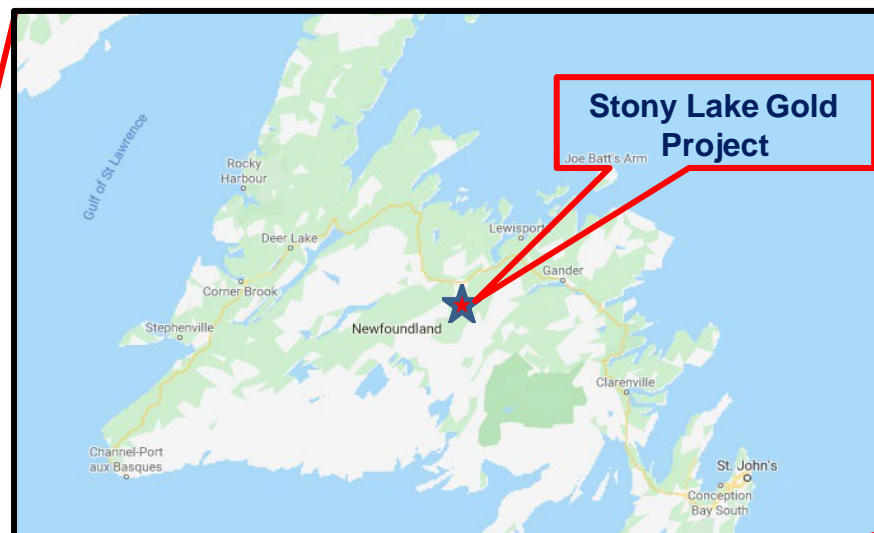 Stony Lake Gold
Project
Joe Batt's Arm
Gulf of St Lawrence
Rocky
Harbour
Lewisporte
Deer Lake
Gander
Corner Brook
Newfoundland
Stephenville
Clarenville
Channel-Port
aux Basques
St. John's
Conception
Bay South